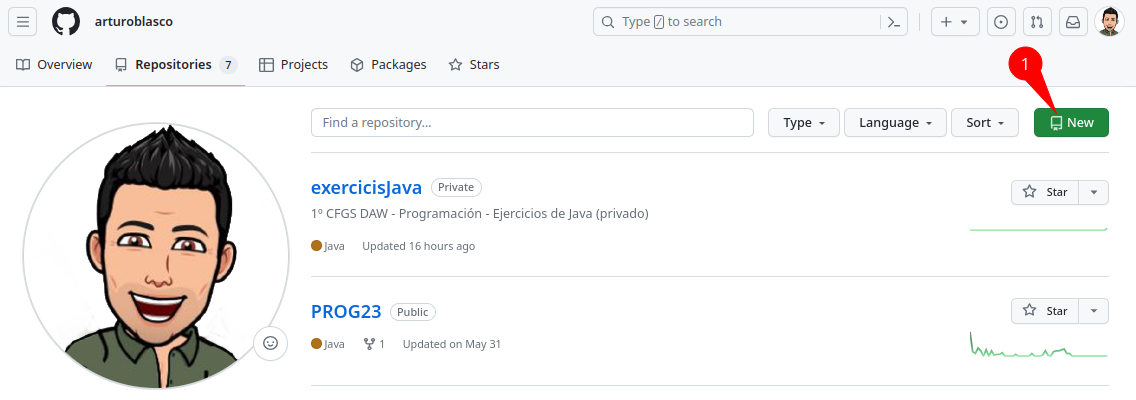 arturoblasco
Type / to search
Overview
Repositories 7
Projects
Packages
Stars
1
Find a repository...
Type
Language
Sort
New
exercicisJava Private
Star
1º CFGS DAW - Programación - Ejercicios de Java (privado)
Java Updated 16 hours ago
PROG23 Public
Star
Java 1 Updated on May 31